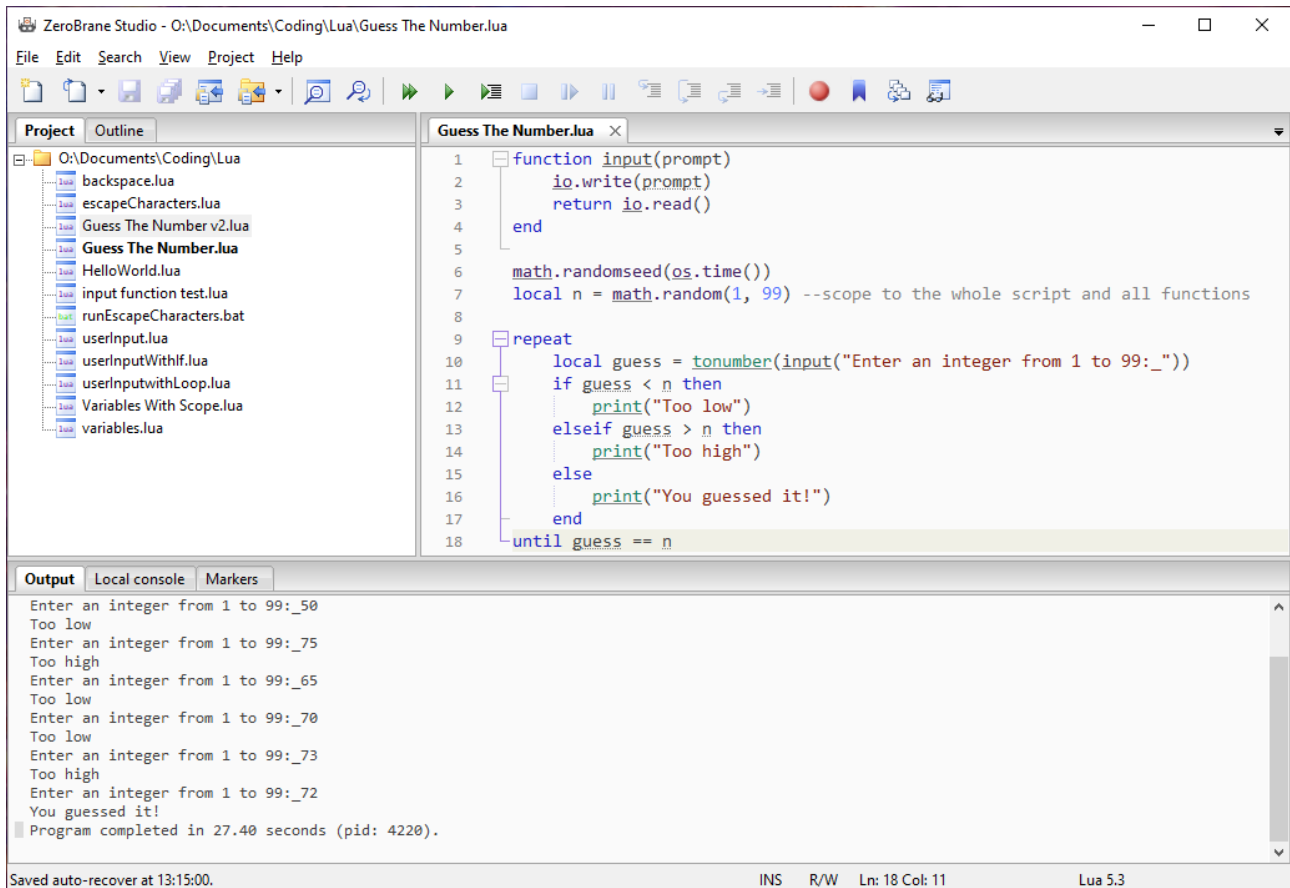 ZeroBrane Studio - O:\Documents\Coding\Lua\Guess The Number.lua
File Edit Search View Project Help
Project Outline
O:\Documents\Coding\Lua
backspace.lua
escapeCharacters.lua
Guess The Number v2.lua
Guess The Number.lua
HelloWorld.lua
input function test.lua
runEscapeCharacters.bat
userInput.lua
userInputWithIf.lua
userInputwithLoop.lua
Variables With Scope.lua
variables.lua
Guess The Number.lua
1 function input(prompt)
2     io.write(prompt)
3     return io.read()
4 end
5
6 math.randomseed(os.time())
7 local n = math.random(1, 99) --scope to the whole script and all functions
8
9 repeat
10     local guess = tonumber(input("Enter an integer from 1 to 99:_"))
11     if guess < n then
12         print("Too low")
13     elseif guess > n then
14         print("Too high")
15     else
16         print("You guessed it!")
17     end
18 until guess == n
Output Local console Markers
Enter an integer from 1 to 99:_50
Too low
Enter an integer from 1 to 99:_75
Too high
Enter an integer from 1 to 99:_65
Too low
Enter an integer from 1 to 99:_70
Too low
Enter an integer from 1 to 99:_73
Too high
Enter an integer from 1 to 99:_72
You guessed it!
Program completed in 27.40 seconds (pid: 4220).
Saved auto-recover at 13:15:00. INS R/W Ln: 18 Col: 11 Lua 5.3